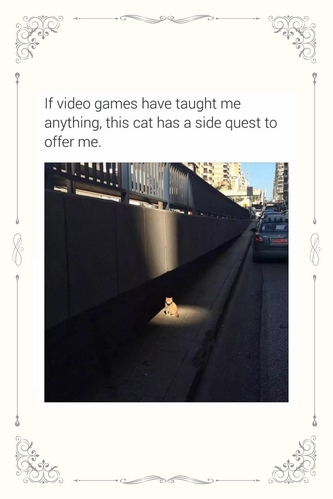 If video games have taught me
anything, this cat has a side quest to
offer me.